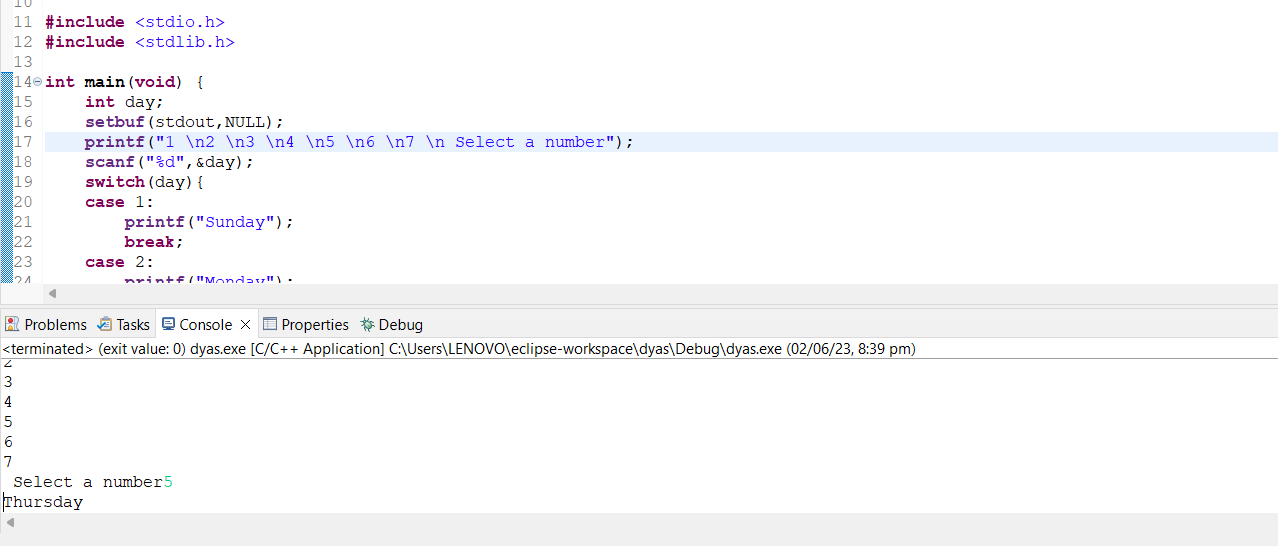 10
11 #include <stdio.h>
12 #include <stdlib.h>
13
14 int main(void) {
15     int day;
16     setbuf(stdout,NULL);
17     printf("1 \n2 \n3 \n4 \n5 \n6 \n7 \n Select a number");
18     scanf("%d",&day);
19     switch(day){
20     case 1:
21         printf("Sunday");
22         break;
23     case 2:
24         printf("Monday");
Problems Tasks Console Properties Debug
<terminated> (exit value: 0) dyas.exe [C/C++ Application] C:\Users\LENOVO\eclipse-workspace\dyas\Debug\dyas.exe (02/06/23, 8:39 pm)
2
3
4
5
6
7
 Select a number5
Thursday